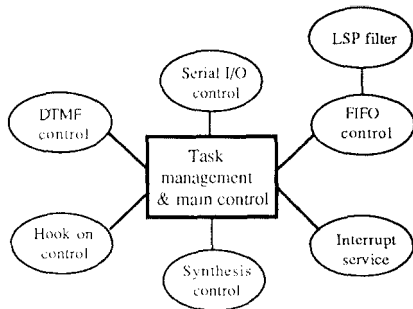 LSP filter
Serial I/O
control
DTMF
control
FIFO
control
Task
management
& main control
Hook on
control
Interrupt
service
Synthesis
control